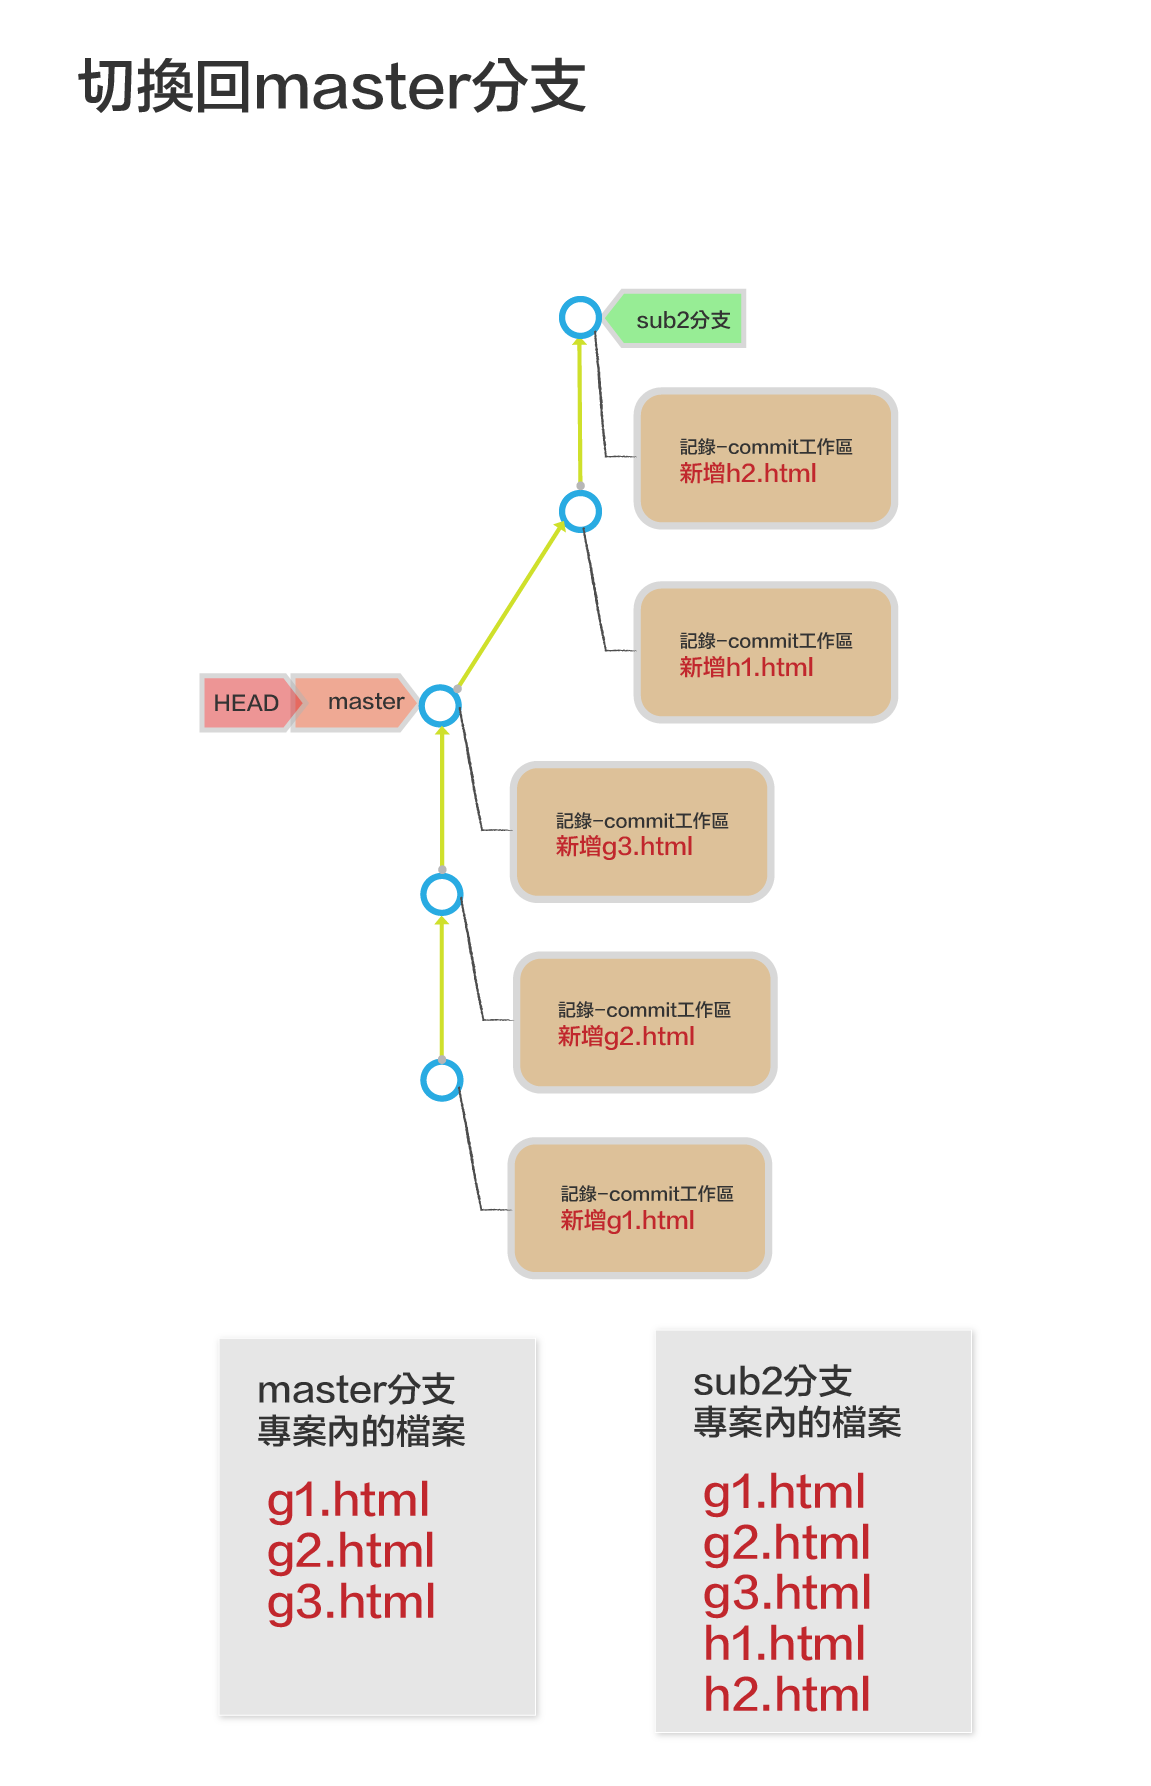 切換回master分支
sub2分支
記錄-commit工作區
新增h2.html
記錄-commit工作區
新增h1.html
HEAD
master
記錄-commit工作區
新增g3.html
記錄-commit工作區
新增g2.html
記錄-commit工作區
新增g1.html
master分支
專案內的檔案
g1.html
g2.html
g3.html
sub2分支
專案內的檔案
g1.html
g2.html
g3.html
h1.html
h2.html